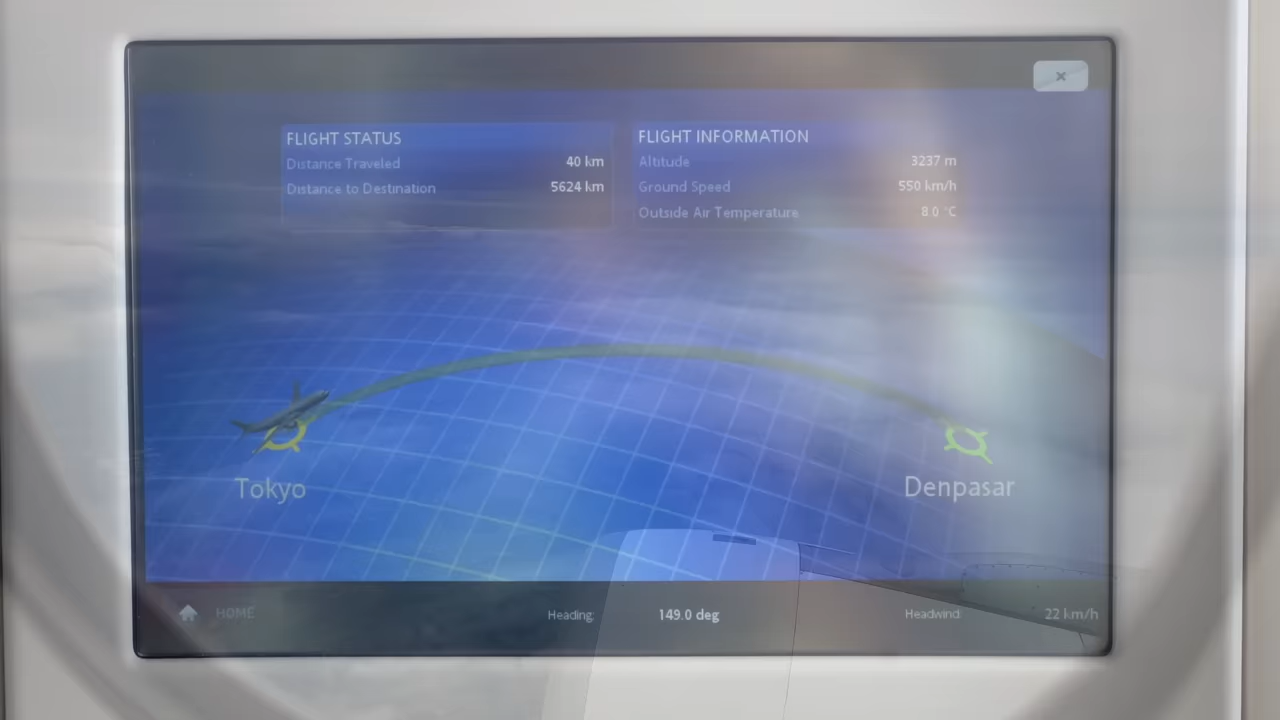 ×
FLIGHT STATUS
Distance Traveled 40 km
Distance to Destination 5624 km
FLIGHT INFORMATION
Altitude 3237 m
Ground Speed 550 km/h
Outside Air Temperature 8.0 °C
Tokyo
Denpasar
HOME
Heading: 149.0 deg
Headwind: 22 km/h